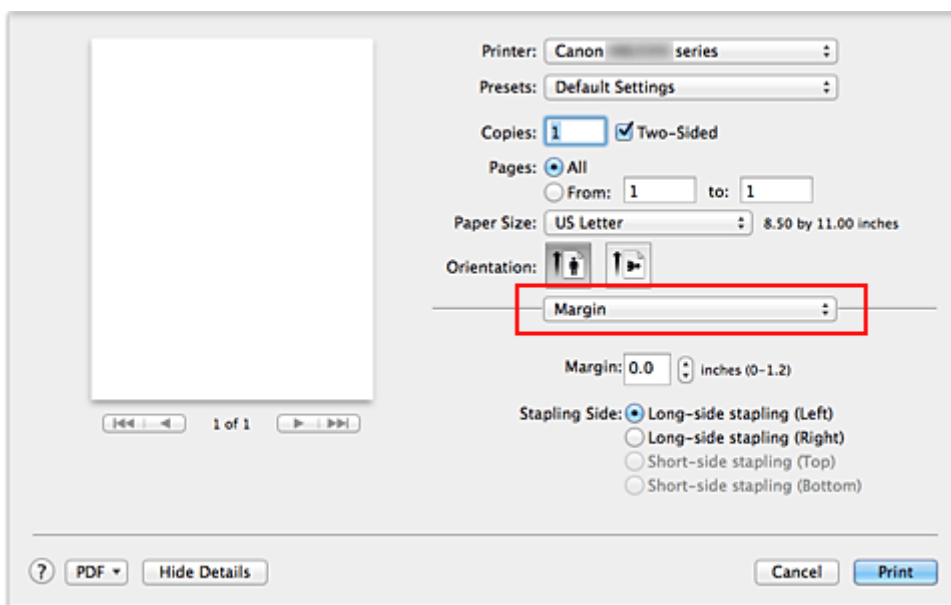 Printer: Canon series
Presets: Default Settings
Copies: 1 Two-Sided
Pages: All
From: 1 to: 1
Paper Size: US Letter 8.50 by 11.00 inches
Orientation:
Margin
Margin: 0.0 inches (0-1.2)
1 of 1
Stapling Side: Long-side stapling (Left)
Long-side stapling (Right)
Short-side stapling (Top)
Short-side stapling (Bottom)
? PDF Hide Details Cancel Print